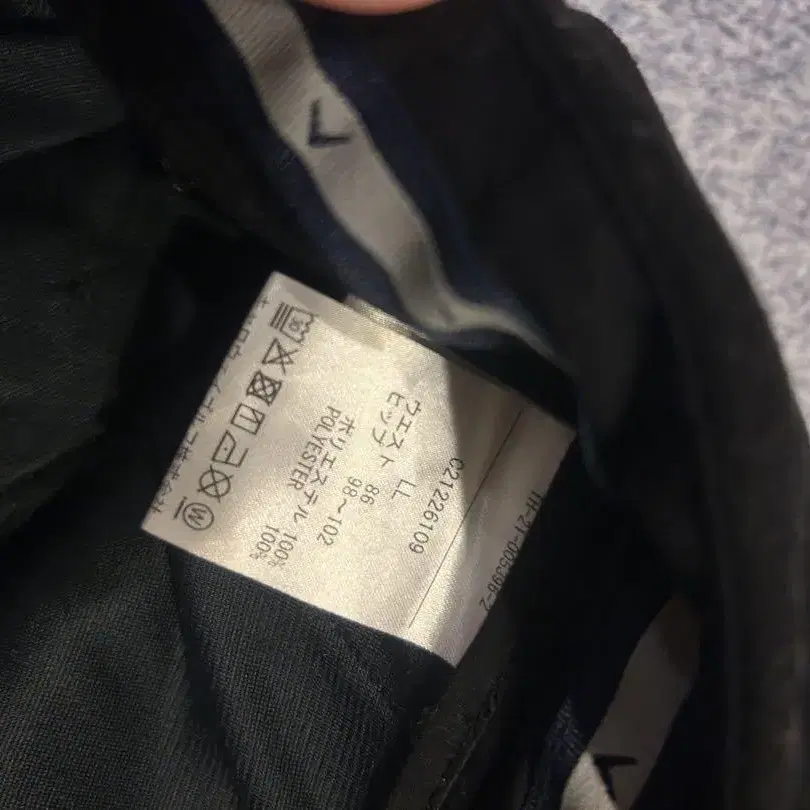 C21226109
LL
ウエスト 86
ヒップ 98～102
ポリエステル 100%
POLYESTER 100%
30
W